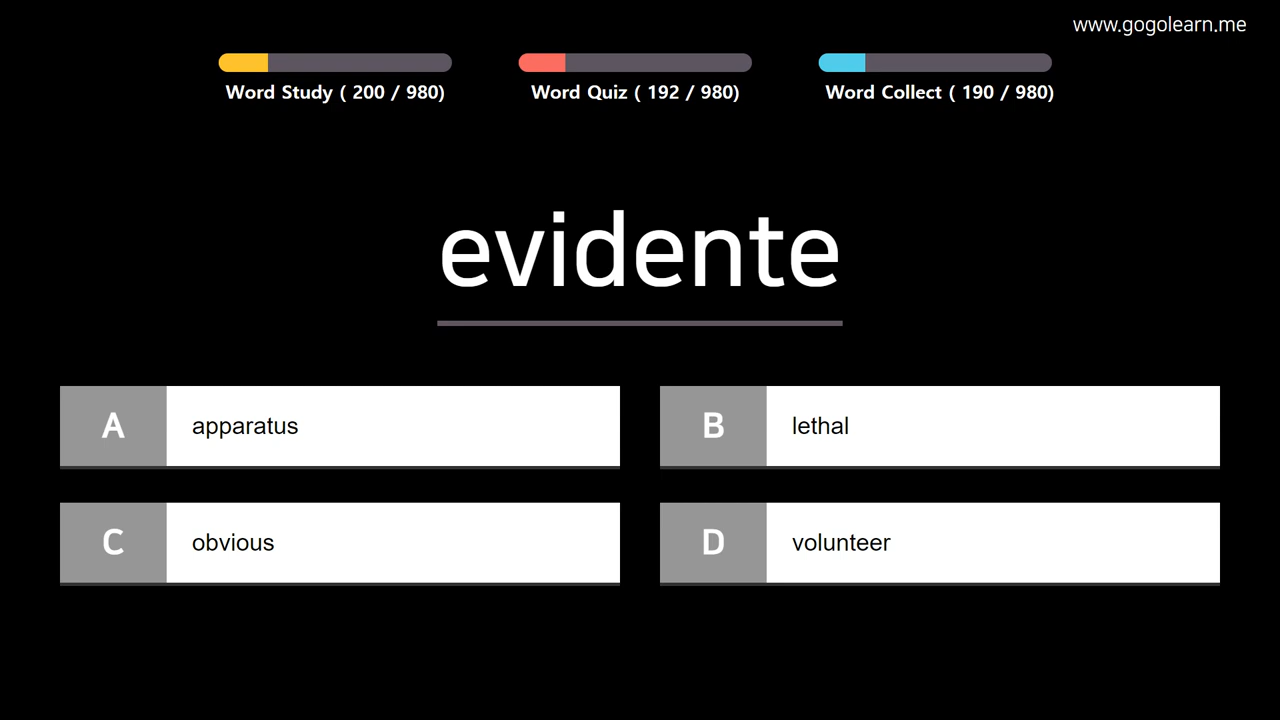 www.gogolearn.me
Word Study ( 200 / 980)
Word Quiz ( 192 / 980)
Word Collect ( 190 / 980)
evidente
A
apparatus
B
lethal
C
obvious
D
volunteer